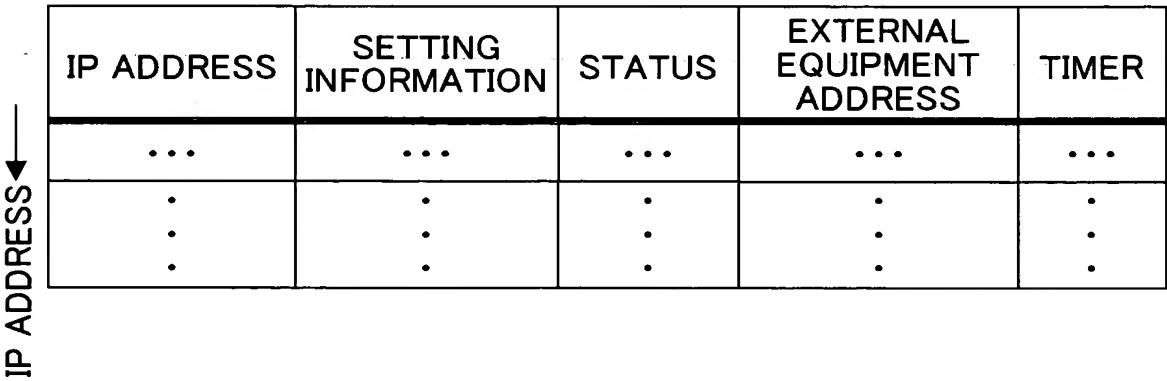 IP ADDRESS
SETTING
INFORMATION
STATUS
EXTERNAL
EQUIPMENT
ADDRESS
TIMER
... ... ... ... ...
. . . . .
. . . . .
. . . . .
IP ADDRESS